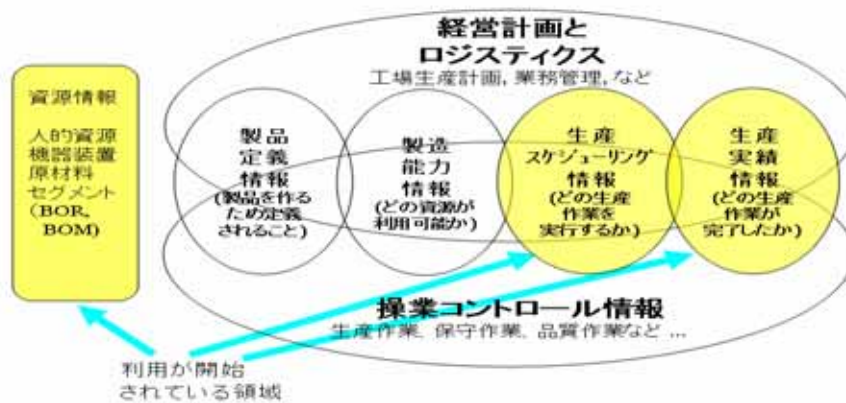 経営計画と
ロジスティクス
工場生産計画, 業務管理, など
資源情報
人的資源
機器装置
原材料
セグメント
(BOR,
BOM)
製品
定義
情報
(製品を作る
ため定義
されること)
製造
能力
情報
(どの資源が
利用可能か)
生産
スケジューリング
情報
(どの生産
作業を
実行するか)
生産
実績
情報
(どの生産
作業が
完了したか)
操業コントロール情報
生産作業、保守作業、品質作業など ...
利用が開始
されている領域